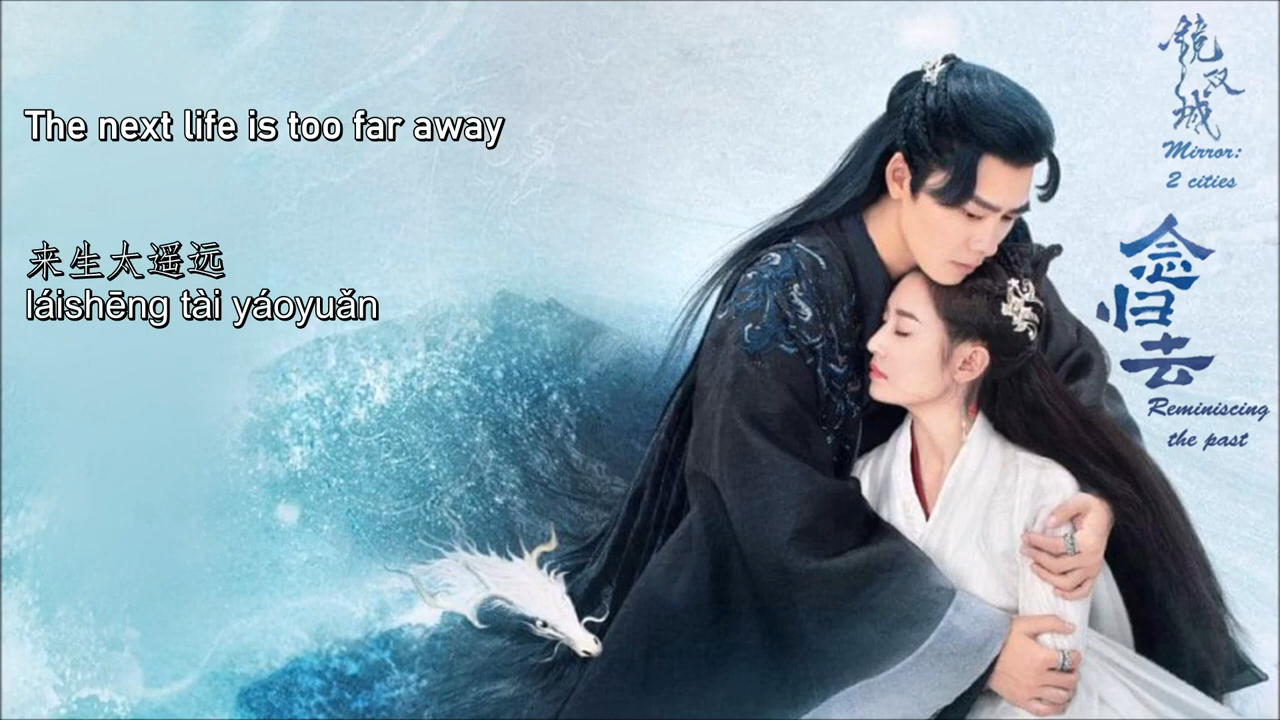 The next life is too far away
来生太遥远
láishēng tài yáoyuǎn
镜双城
Mirror:
2 cities
念归去
Reminiscing
the past